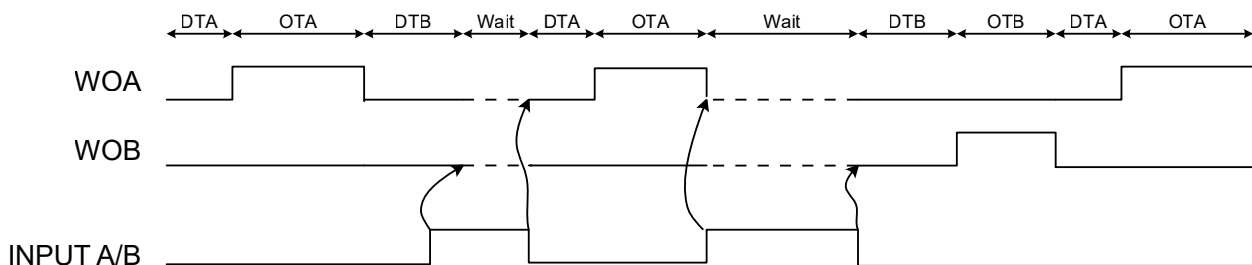 DTA OTA DTB Wait DTA OTA Wait DTB OTB DTA OTA
WOA
WOB
INPUT A/B